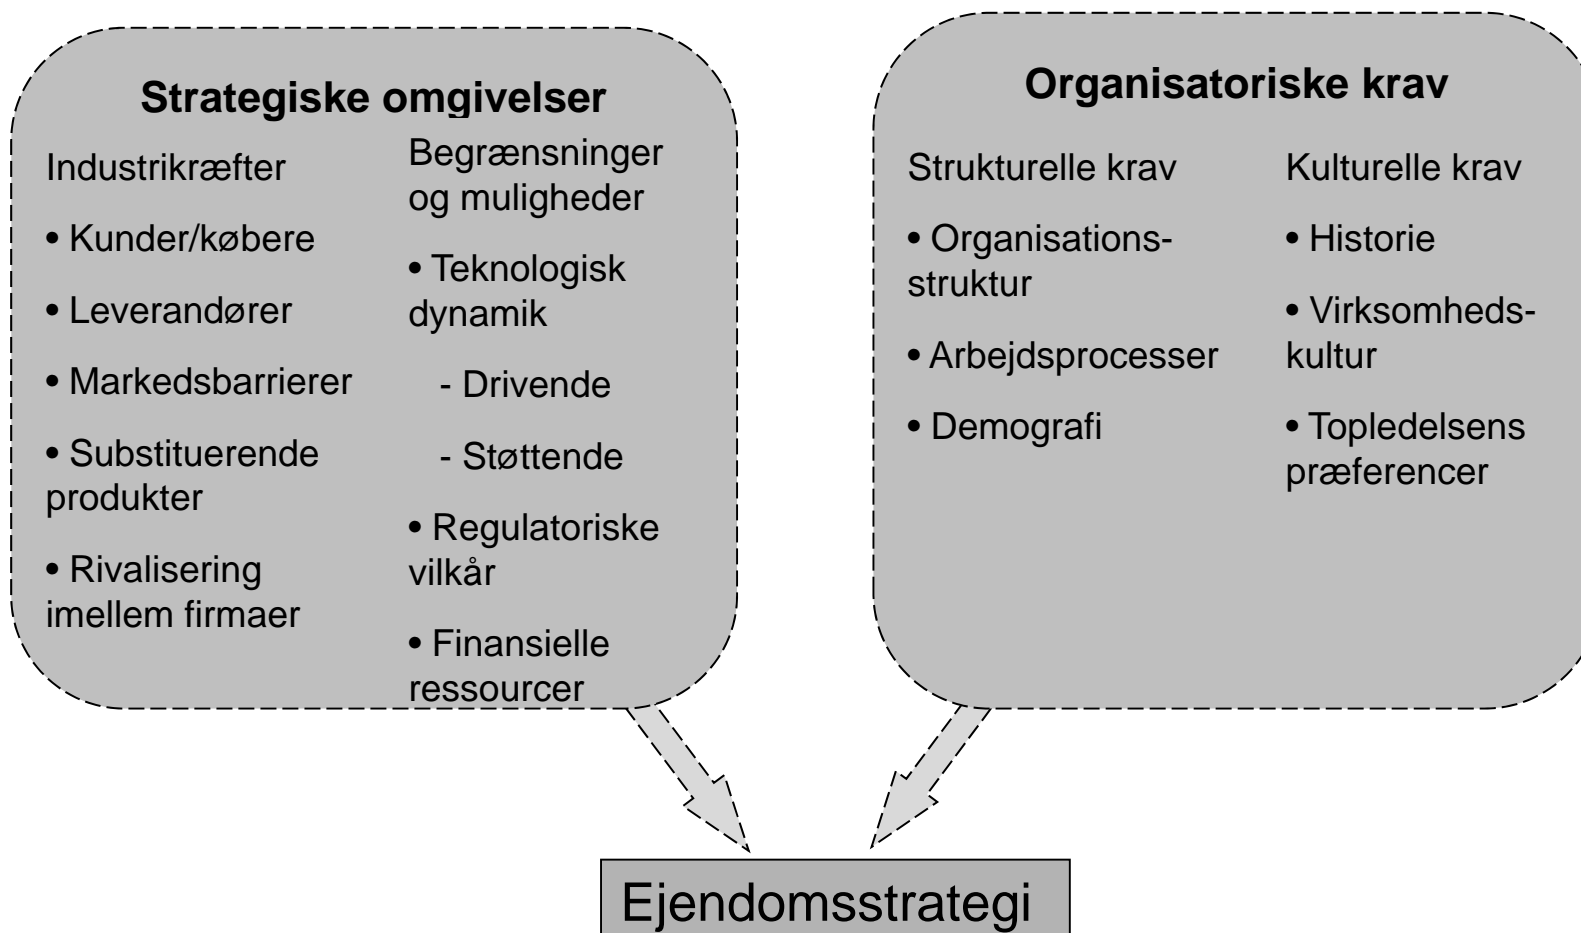 Strategiske omgivelser
Industrikræfter
• Kunder/købere
• Leverandører
• Markedsbarrierer
• Substituerende
produkter
• Rivalisering
imellem firmaer
Begrænsninger
og muligheder
• Teknologisk
dynamik
- Drivende
- Støttende
• Regulatoriske
vilkår
• Finansielle
ressourcer
Organisatoriske krav
Strukturelle krav
• Organisations-
struktur
• Arbejdsprocesser
• Demografi
Kulturelle krav
• Historie
• Virksomheds-
kultur
• Topledelsens
præferencer
Ejendomsstrategi